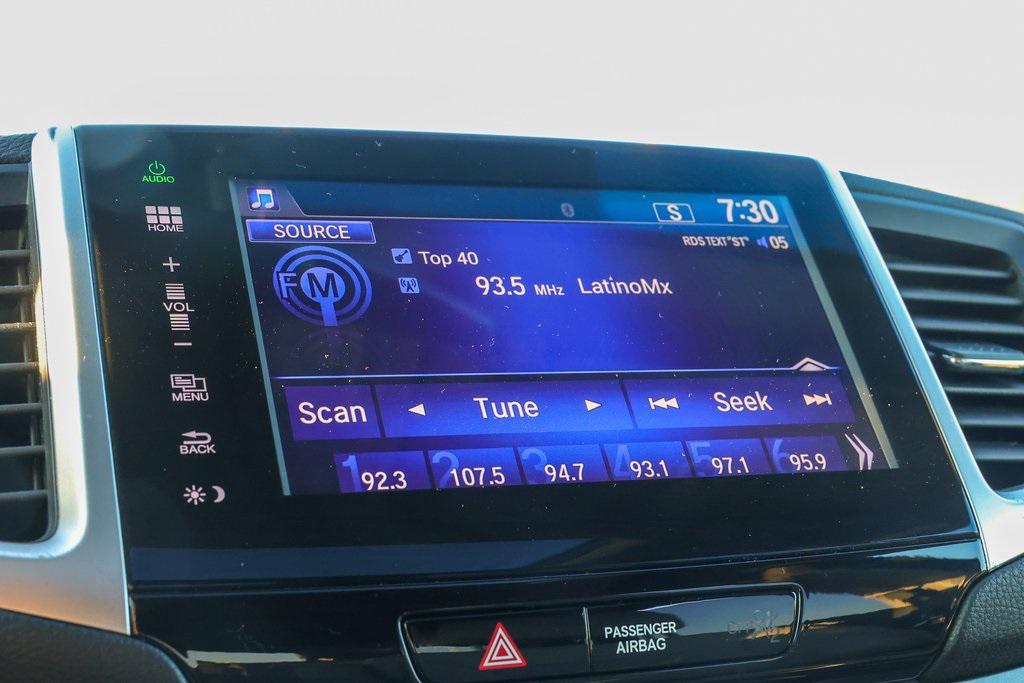 AUDIO
HOME
+
VOL
−
MENU
BACK
S 7:30
SOURCE
RDS TEXT"ST" 05
FM
Top 40
93.5 MHz LatinoMx
Scan Tune Seek
1 92.3 2 107.5 3 94.7 4 93.1 5 97.1 6 95.9
PASSENGER
AIRBAG